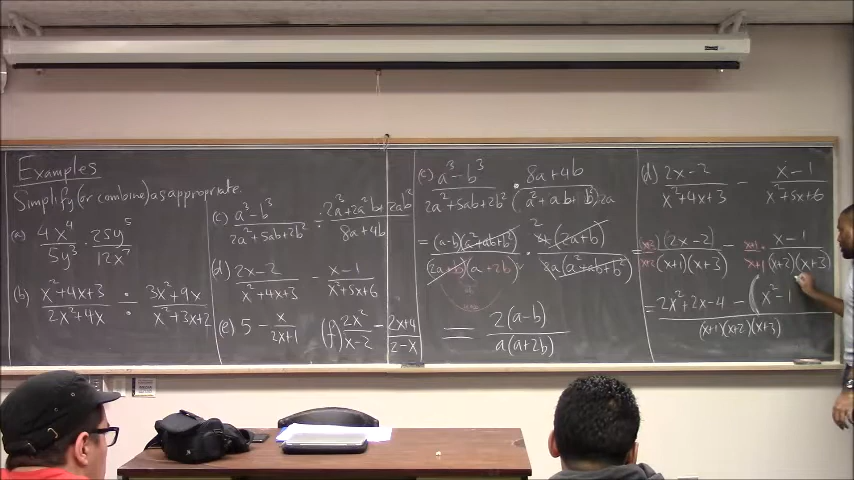 Examples
Simplify (or combine) as appropriate.
(a) 4x^4/5y^3 · 25y^5/12x^7
(b) (x^2+4x+3)/(2x^2+4x) ÷ (3x^2+9x)/(x^2+3x+2)
(c) (a^3-b^3)/(2a^2+5ab+2b^2) ÷ (2a^3+2a^2b+2ab^2)/(8a+4b)
(d) (2x-2)/(x^2+4x+3) - (x-1)/(x^2+5x+6)
(e) 5 - x/(2x+1) (f) 2x^2/(x-2) - (2x+4)/(2-x)
(c) (a^3-b^3)/(2a^2+5ab+2b^2) · (8a+4b)/(a^2+ab+b^2)2a
= (a-b)(a^2+ab+b^2)/(2a+b)(a+2b) · 4(2a+b)/2a(a^2+ab+b^2) 2
= 2(a-b)/a(a+2b)
d) (2x-2)/(x^2+4x+3) - (x-1)/(x^2+5x+6)
= (x+2)(2x-2)/(x+2)(x+1)(x+3) - (x+1)·(x-1)/(x+1)(x+2)(x+3)
= (2x^2+2x-4-(x^2-1)/(x+1)(x+2)(x+3)